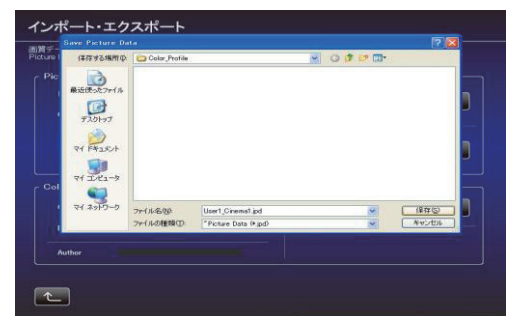 インポート・エクスポート
画質デー
Picture
Save Picture Data
保存する場所(I):
Color_Profile
Pic
最近使ったファイル
デスクトップ
マイ ドキュメント
マイ コンピュータ
Col
マイ ネットワーク
ファイル名(N):
User1_Cinema1.jpd
保存(S)
ファイルの種類(T):
*Picture Data (*.jpd)
キャンセル
Author